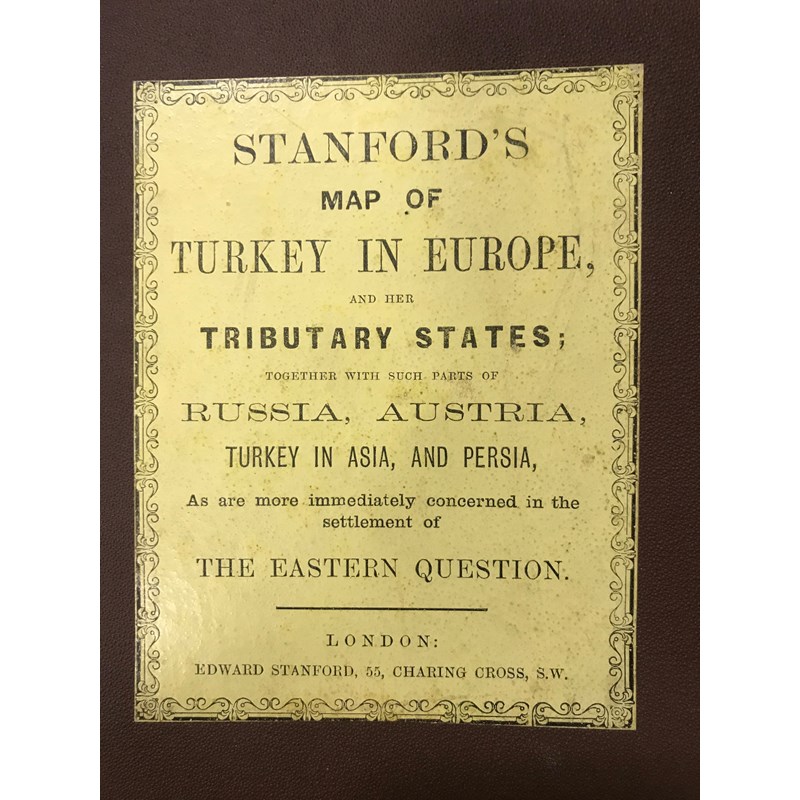 STANFORD'S
MAP OF
TURKEY IN EUROPE,
AND HER
TRIBUTARY STATES;
TOGETHER WITH SUCH PARTS OF
RUSSIA, AUSTRIA,
TURKEY IN ASIA, AND PERSIA,
As are more immediately concerned in the
settlement of
THE EASTERN QUESTION.
LONDON:
EDWARD STANFORD, 55, CHARING CROSS, S.W.